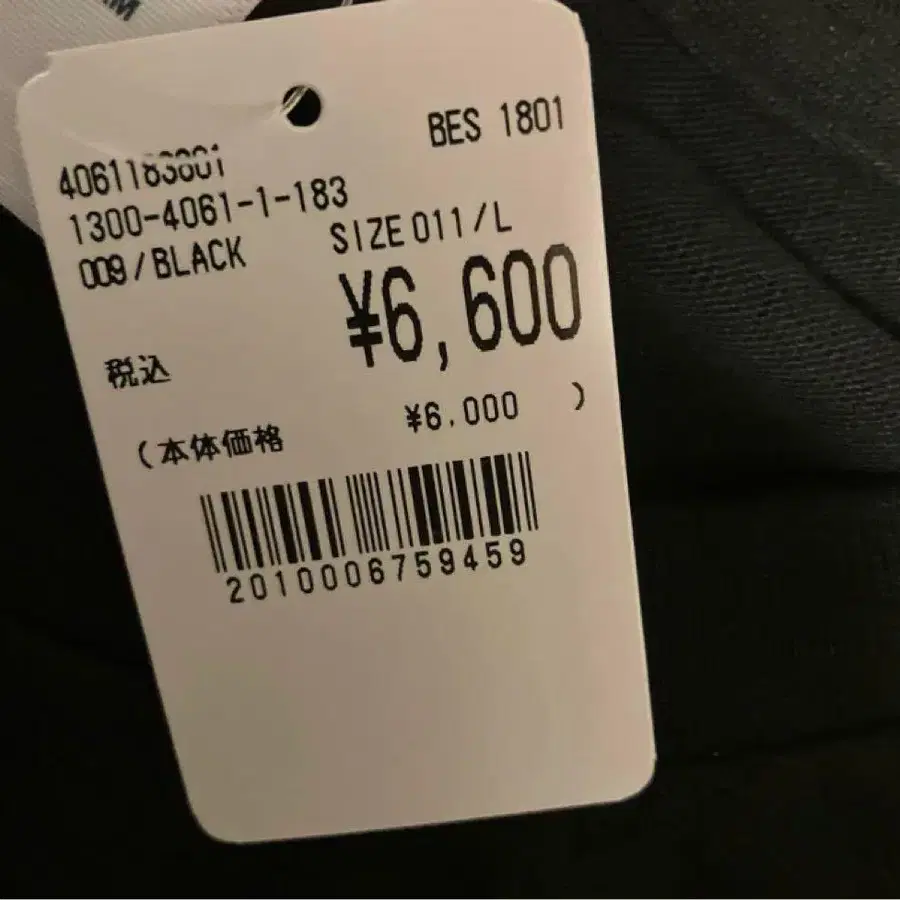 BES 1801
1300-4061-1-183
009/BLACK SIZE 011/L
¥6,600
税込
(本体価格 ¥6.000 )
2010006759459